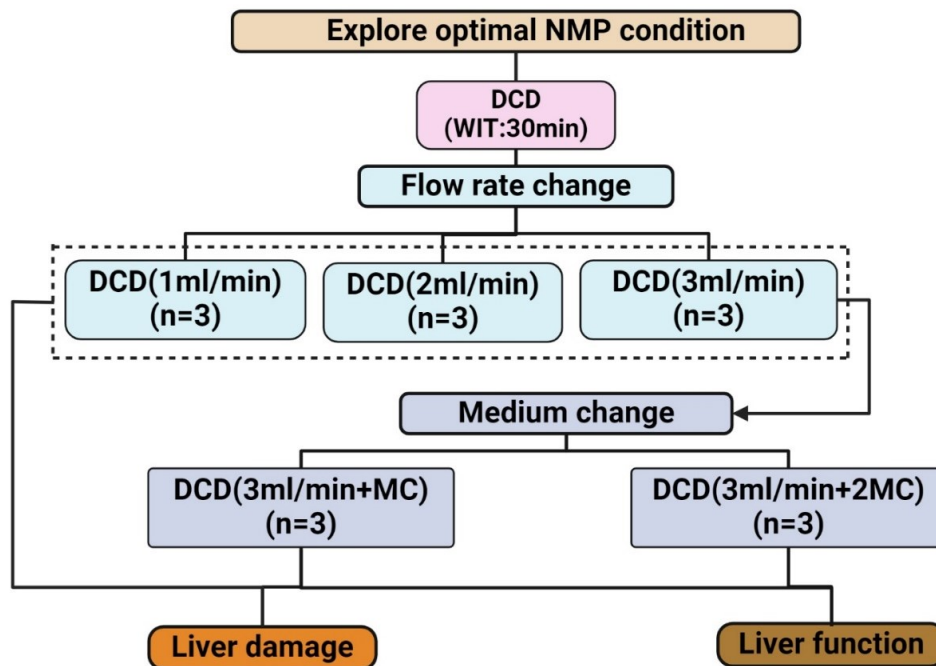 Explore optimal NMP condition
DCD
(WIT:30min)
Flow rate change
DCD(1ml/min)
(n=3)
DCD(2ml/min)
(n=3)
DCD(3ml/min)
(n=3)
Medium change
DCD(3ml/min+MC)
(n=3)
DCD(3ml/min+2MC)
(n=3)
Liver damage
Liver function